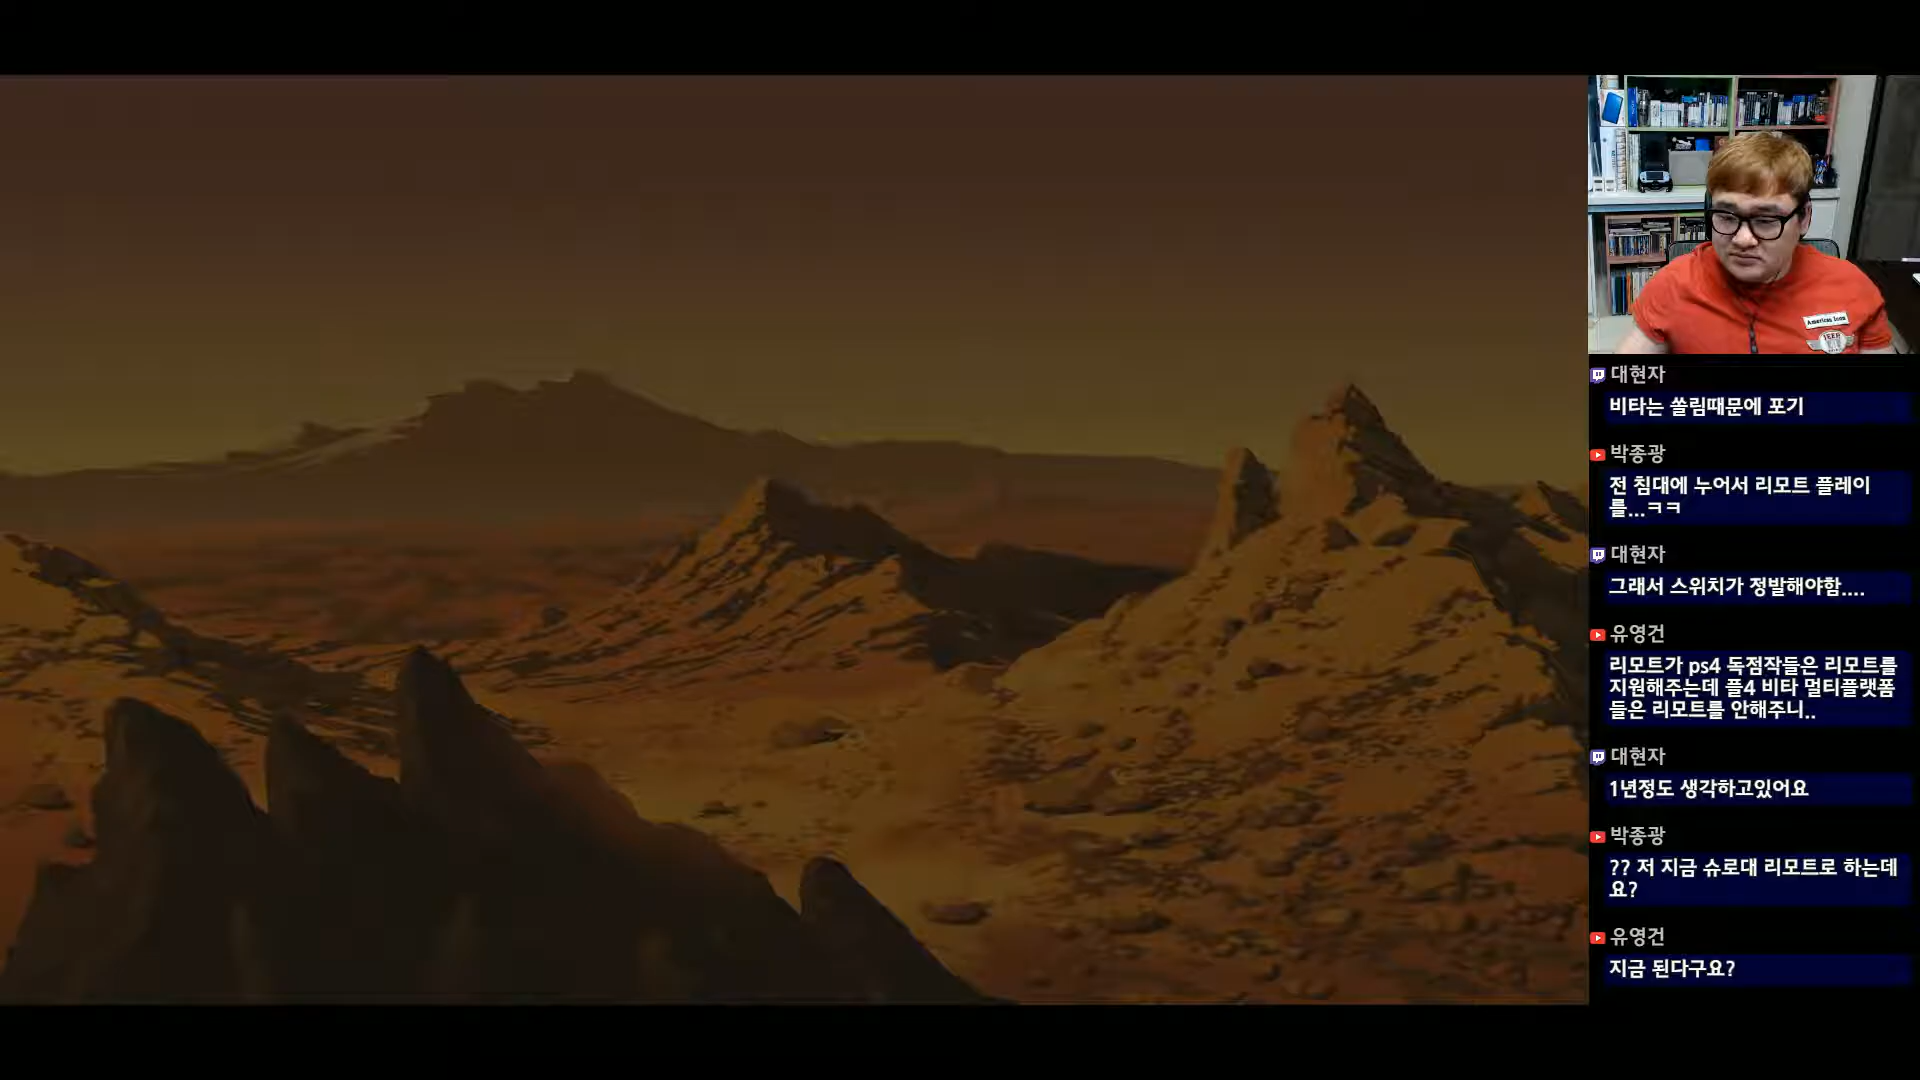 American Icon
JEEP
대현자
비타는 쏠림때문에 포기
박종광
전 침대에 누어서 리모트 플레이
를...ㅋㅋ
대현자
그래서 스위치가 정발해야함....
유영건
리모트가 ps4 독점작들은 리모트를
지원해주는데 플4 비타 멀티플랫폼
들은 리모트를 안해주니..
대현자
1년정도 생각하고있어요
박종광
?? 저 지금 슈로대 리모트로 하는데
요?
유영건
지금 된다구요?